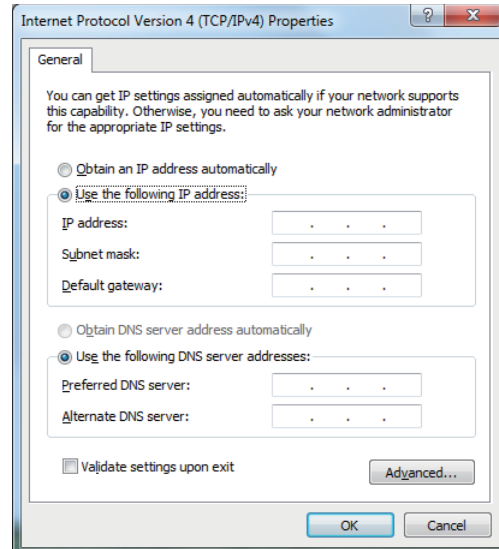 Internet Protocol Version 4 (TCP/IPv4) Properties
?
X
General
You can get IP settings assigned automatically if your network supports
this capability. Otherwise, you need to ask your network administrator
for the appropriate IP settings.
Obtain an IP address automatically
Use the following IP address:
IP address: . . .
Subnet mask: . . .
Default gateway: . . .
Obtain DNS server address automatically
Use the following DNS server addresses:
Preferred DNS server: . . .
Alternate DNS server: . . .
Validate settings upon exit
Advanced...
OK Cancel